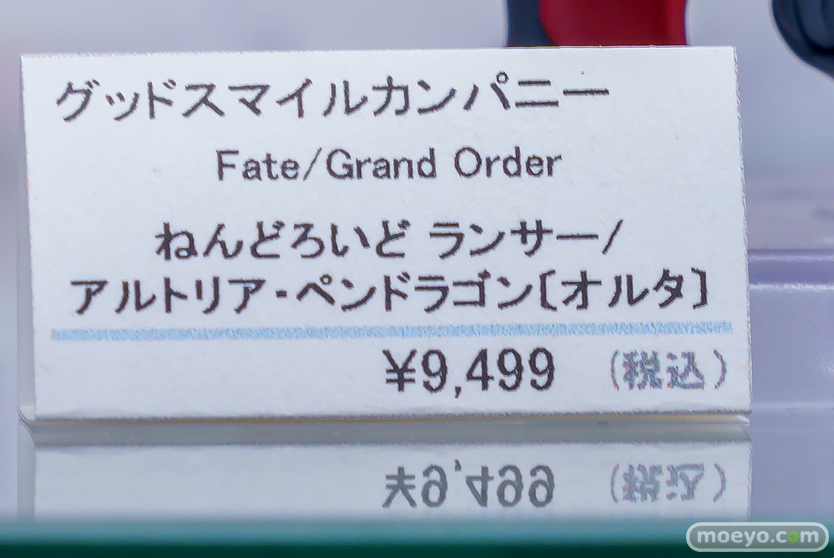 グッドスマイルカンパニー
Fate/Grand Order
ねんどろいど ランサー/
アルトリア・ペンドラゴン〔オルタ〕
¥9,499 (税込)
moeyo.com